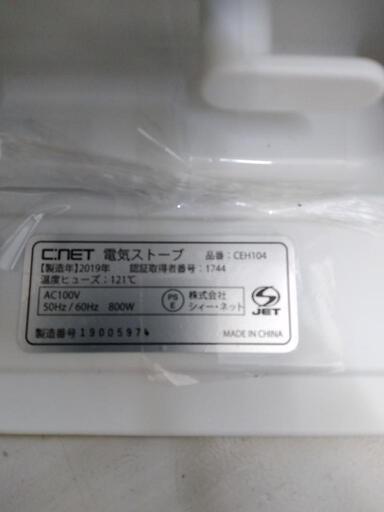 C:NET 電気ストーブ 品番：CEH104
【製造年】2019年 認証取得者番号：1744
温度ヒューズ：121℃
AC100V
50Hz / 60Hz 800W
PS
E
株式会社
シィー・ネット
JET
製造番号 1900597
MADE IN CHINA